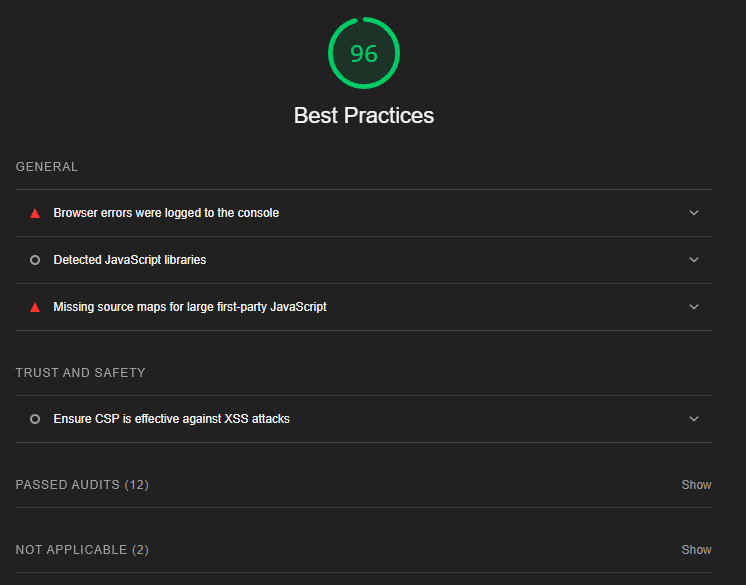 96
Best Practices
GENERAL
Browser errors were logged to the console
Detected JavaScript libraries
Missing source maps for large first-party JavaScript
TRUST AND SAFETY
Ensure CSP is effective against XSS attacks
PASSED AUDITS (12) Show
NOT APPLICABLE (2) Show